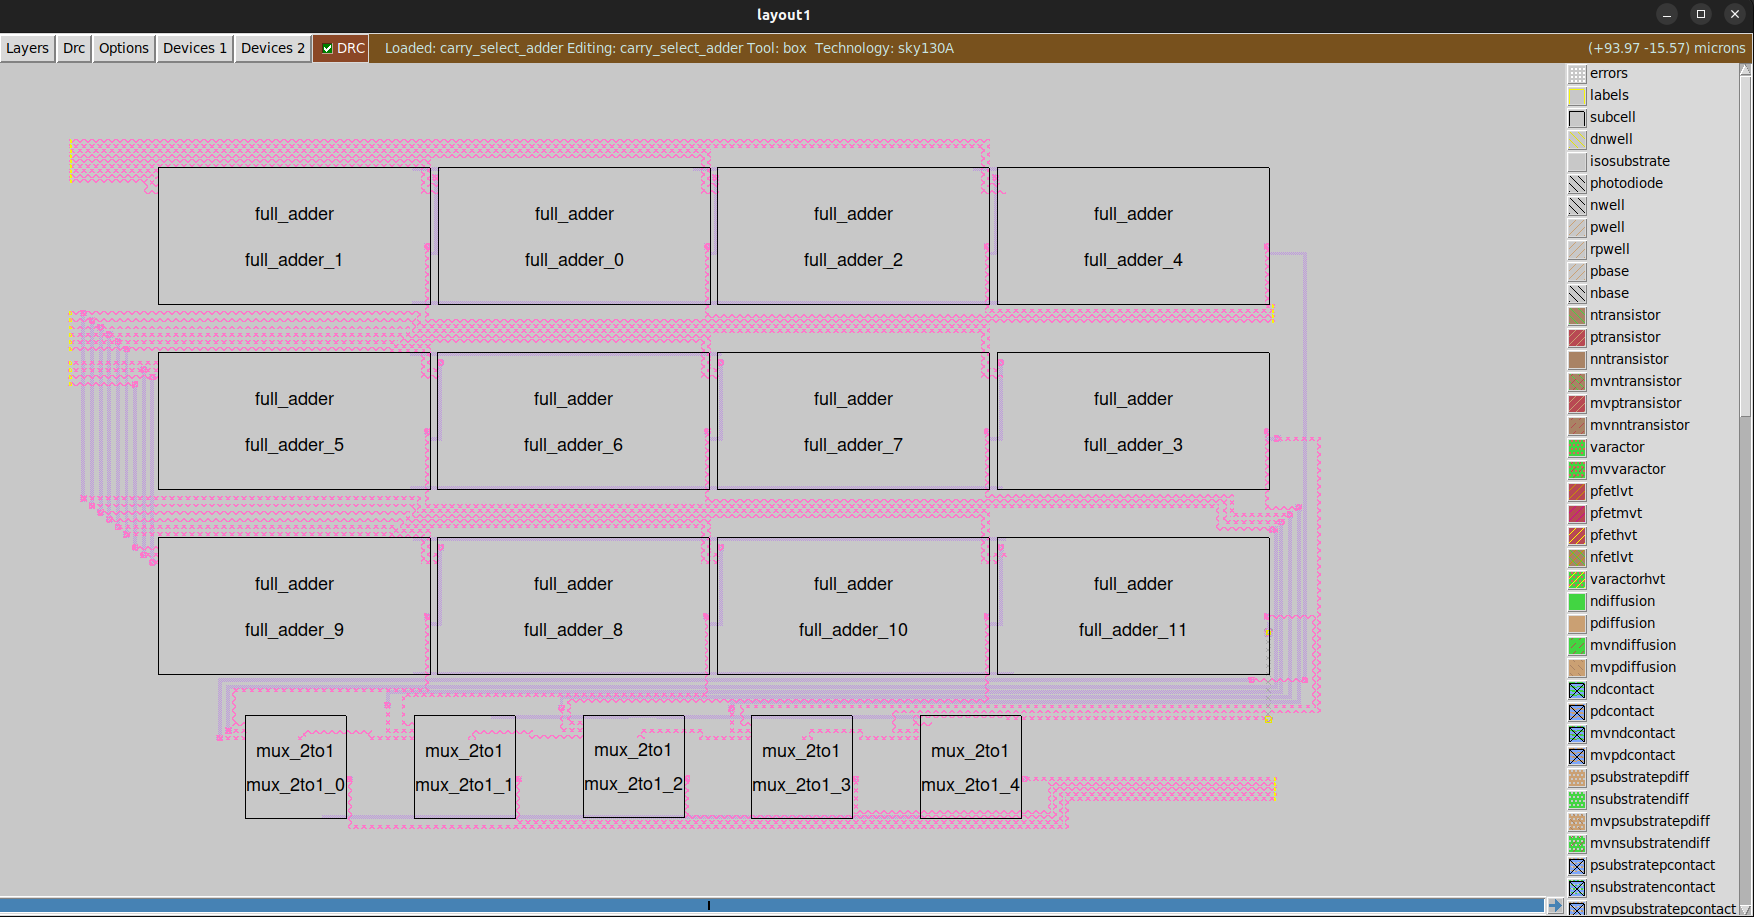 layout1
Layers Drc Options Devices 1 Devices 2 DRC Loaded: carry_select_adder Editing: carry_select_adder Tool: box Technology: sky130A (+93.97 -15.57) microns
full_adder full_adder full_adder full_adder
full_adder_1 full_adder_0 full_adder_2 full_adder_4
full_adder full_adder full_adder full_adder
full_adder_5 full_adder_6 full_adder_7 full_adder_3
full_adder full_adder full_adder full_adder
full_adder_9 full_adder_8 full_adder_10 full_adder_11
mux_2to1 mux_2to1 mux_2to1 mux_2to1 mux_2to1
mux_2to1_0 mux_2to1_1 mux_2to1_2 mux_2to1_3 mux_2to1_4
errors
labels
subcell
dnwell
isosubstrate
photodiode
nwell
pwell
rpwell
pbase
nbase
ntransistor
ptransistor
nntransistor
mvntransistor
mvptransistor
mvnntransistor
varactor
mvvaractor
pfetlvt
pfetmvt
pfethvt
nfetlvt
varactorhvt
ndiffusion
pdiffusion
mvndiffusion
mvpdiffusion
ndcontact
pdcontact
mvndcontact
mvpdcontact
psubstratepdiff
nsubstratendiff
mvpsubstratepdiff
mvnsubstratendiff
psubstratepcontact
nsubstratencontact
mvpsubstratepcontact